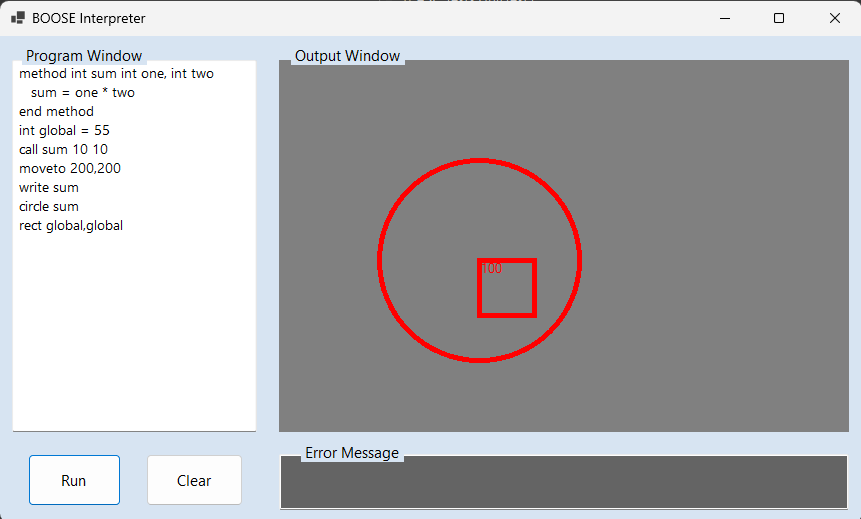 BOOSE Interpreter
Program Window
method int sum int one, int two
sum = one * two
end method
int global = 55
call sum 10 10
moveto 200,200
write sum
circle sum
rect global,global
Output Window
100
Run
Clear
Error Message